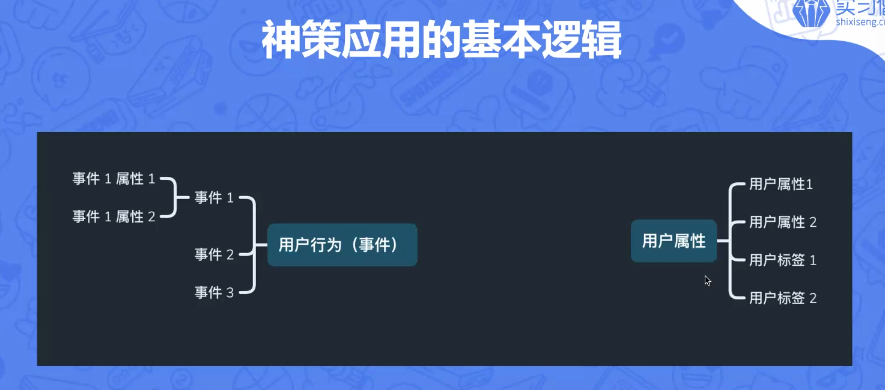 神策应用的基本逻辑
shixiseng.c
事件 1 属性 1
事件 1 属性 2
事件 1
事件 2
事件 3
用户行为（事件）
用户属性
用户属性1
用户属性 2
用户标签 1
用户标签 2